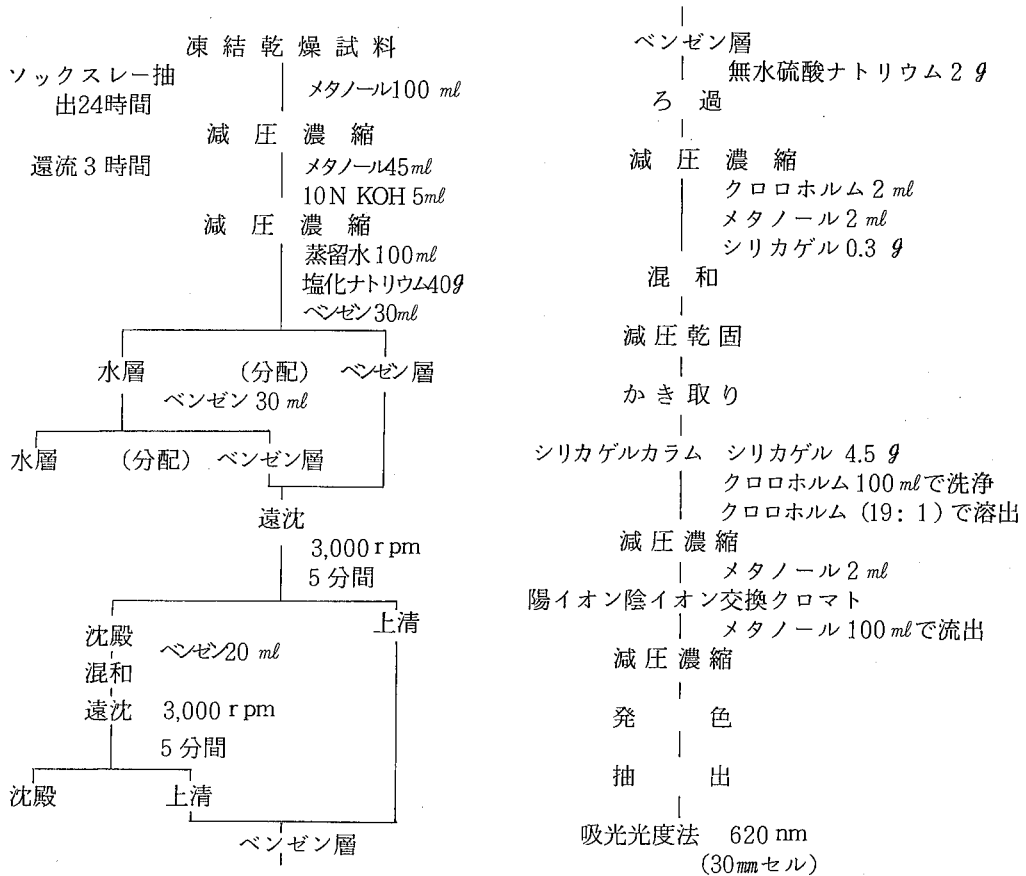 凍結乾燥試料
ソックスレー抽
出24時間
メタノール100 ml
減圧濃縮
還流3時間
メタノール45ml
10N KOH 5ml
減圧濃縮
蒸留水100ml
塩化ナトリウム40g
ベンゼン30ml
水層 (分配) ベンゼン層
ベンゼン 30 ml
水層 (分配) ベンゼン層
遠沈
3,000 rpm
5分間
沈殿
上清
ベンゼン20 ml
混和
遠沈 3,000 rpm
5分間
沈殿 上清
ベンゼン層
ベンゼン層
無水硫酸ナトリウム 2 g
ろ過
減圧濃縮
クロロホルム 2 ml
メタノール 2 ml
シリカゲル 0.3 g
混和
減圧乾固
かき取り
シリカゲルカラム シリカゲル 4.5 g
クロロホルム 100 mlで洗浄
クロロホルム (19: 1) で溶出
減圧濃縮
メタノール 2 ml
陽イオン陰イオン交換クロマト
メタノール 100 mlで流出
減圧濃縮
発色
抽出
吸光光度法 620 nm
(30mmセル)